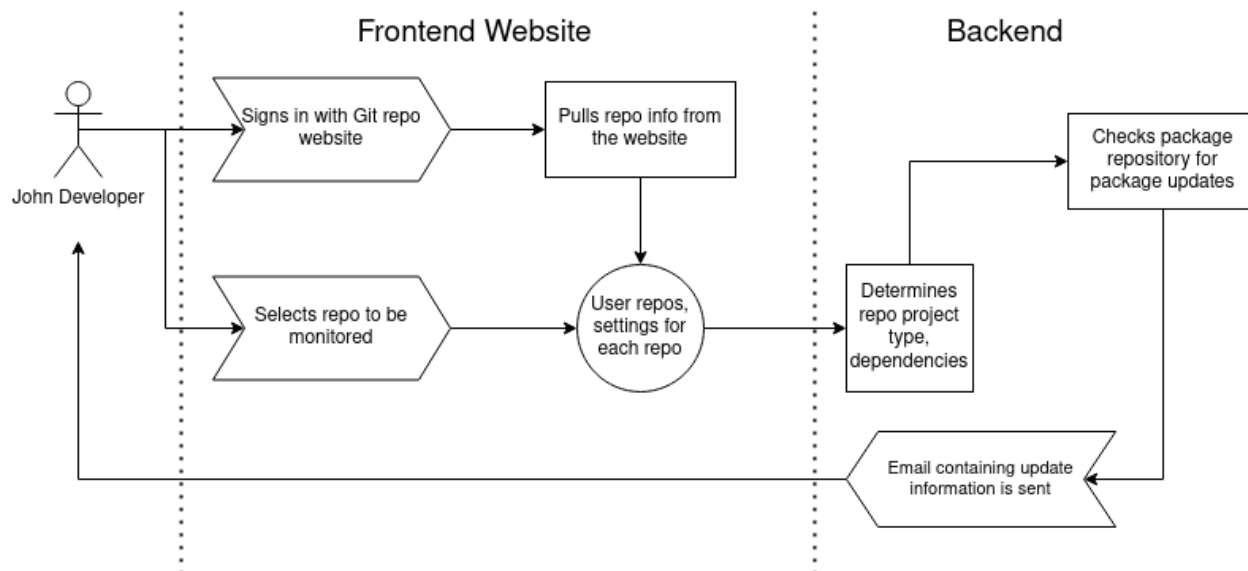 Frontend Website
Backend
John Developer
Signs in with Git repo
website
Pulls repo info from
the website
Checks package
repository for
package updates
Selects repo to be
monitored
User repos,
settings for
each repo
Determines
repo project
type,
dependencies
Email containing update
information is sent